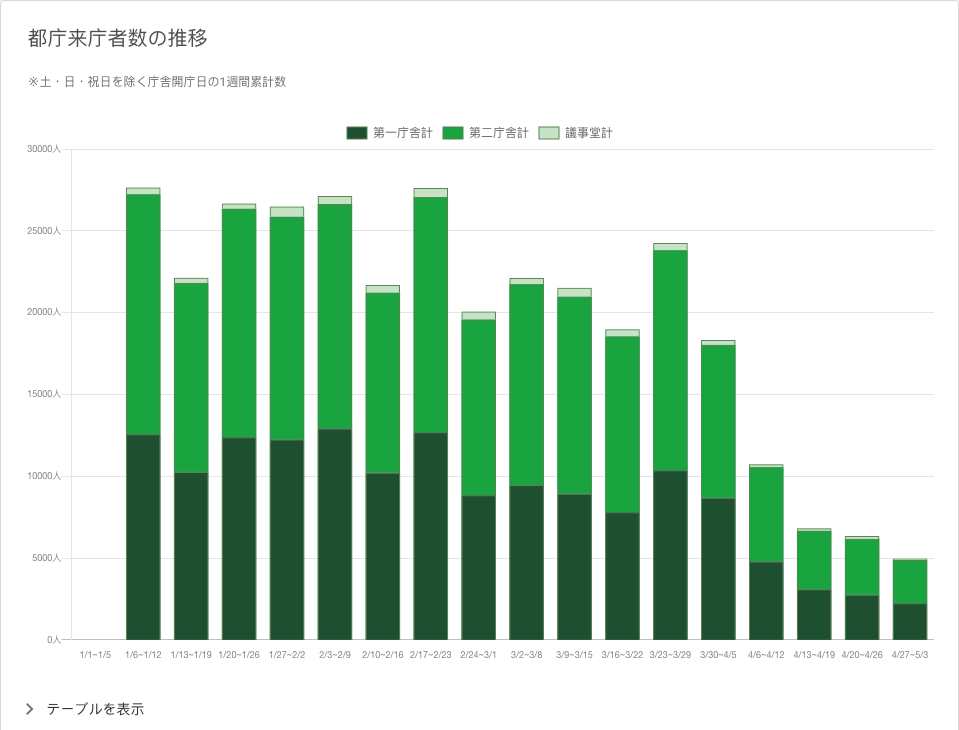 都庁来庁者数の推移
※土・日・祝日を除く庁舎開庁日の1週間累計数
第一庁舎計 第二庁舎計 議事堂計
30000人
25000人
20000人
15000人
10000人
5000人
0人
1/1~1/5 1/6~1/12 1/13~1/19 1/20~1/26 1/27~2/2 2/3~2/9 2/10~2/16 2/17~2/23 2/24~3/1 3/2~3/8 3/9~3/15 3/16~3/22 3/23~3/29 3/30~4/5 4/6~4/12 4/13~4/19 4/20~4/26 4/27~5/3
テーブルを表示